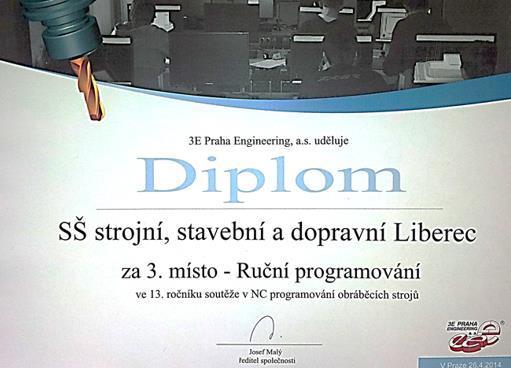 3E Praha Engineering, a.s. uděluje
Diplom
SŠ strojní, stavební a dopravní Liberec
za 3. místo - Ruční programování
ve 13. ročníku soutěže v NC programování obráběcích strojů
Josef Malý
ředitel společnosti
3E PRAHA
ENGINEERING
a.s.
V Praze 26.4.2014